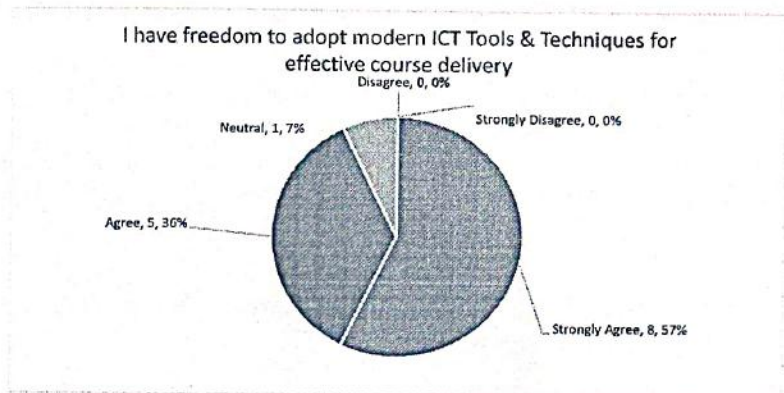 I have freedom to adopt modern ICT Tools & Techniques for
effective course delivery
Disagree, 0, 0%
Strongly Disagree, 0, 0%
Neutral, 1, 7%
Agree, 5, 36%
Strongly Agree, 8, 57%